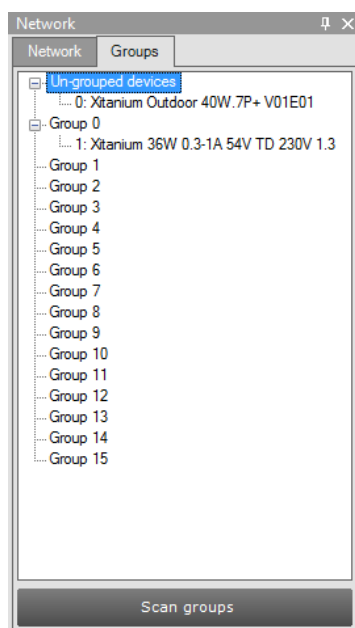 Network
Network Groups
Un-grouped devices
0: Xitanium Outdoor 40W.7P+ V01E01
Group 0
1: Xitanium 36W 0.3-1A 54V TD 230V 1.3
Group 1
Group 2
Group 3
Group 4
Group 5
Group 6
Group 7
Group 8
Group 9
Group 10
Group 11
Group 12
Group 13
Group 14
Group 15
Scan groups